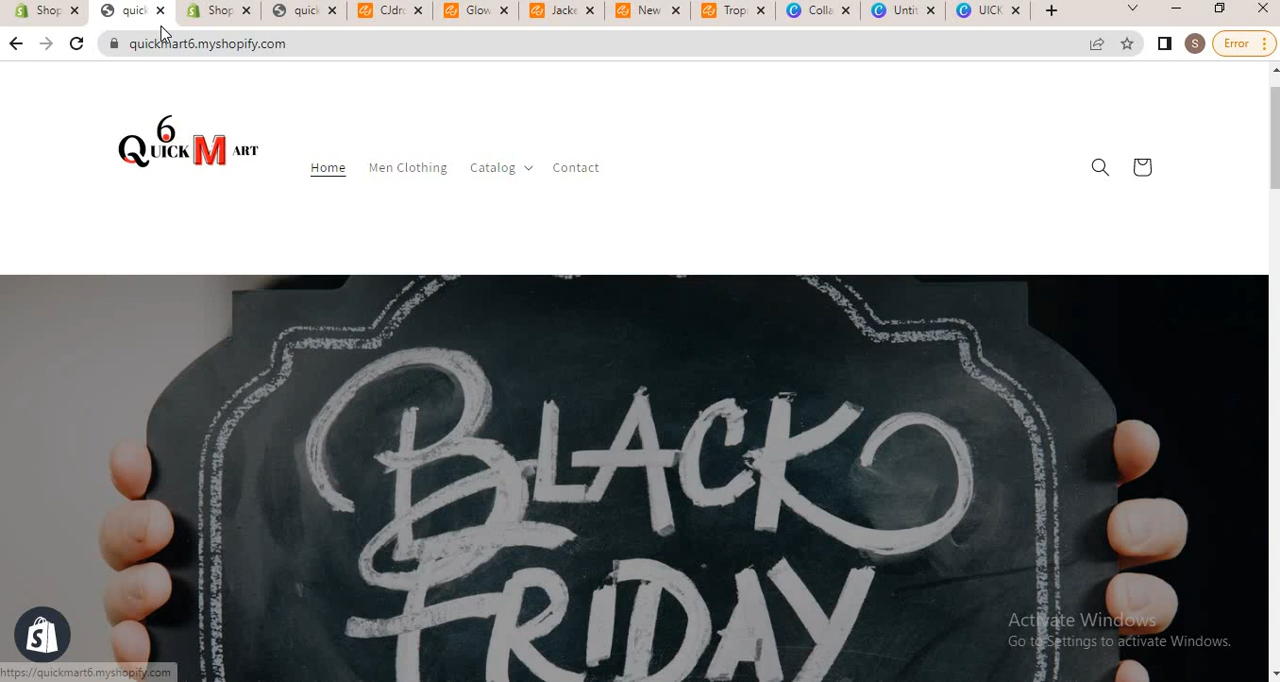 Shop
quick
Shop
quick
CJdro
Glow
Jacke
New
Trop
Colla
Untit
UICK
quickmart6.myshopify.com
S
Error
6
QUICK MART
Home
Men Clothing
Catalog
Contact
BLACK
FRIDAY
Activate Windows
Go to Settings to activate Windows.
https://quickmart6.myshopify.com